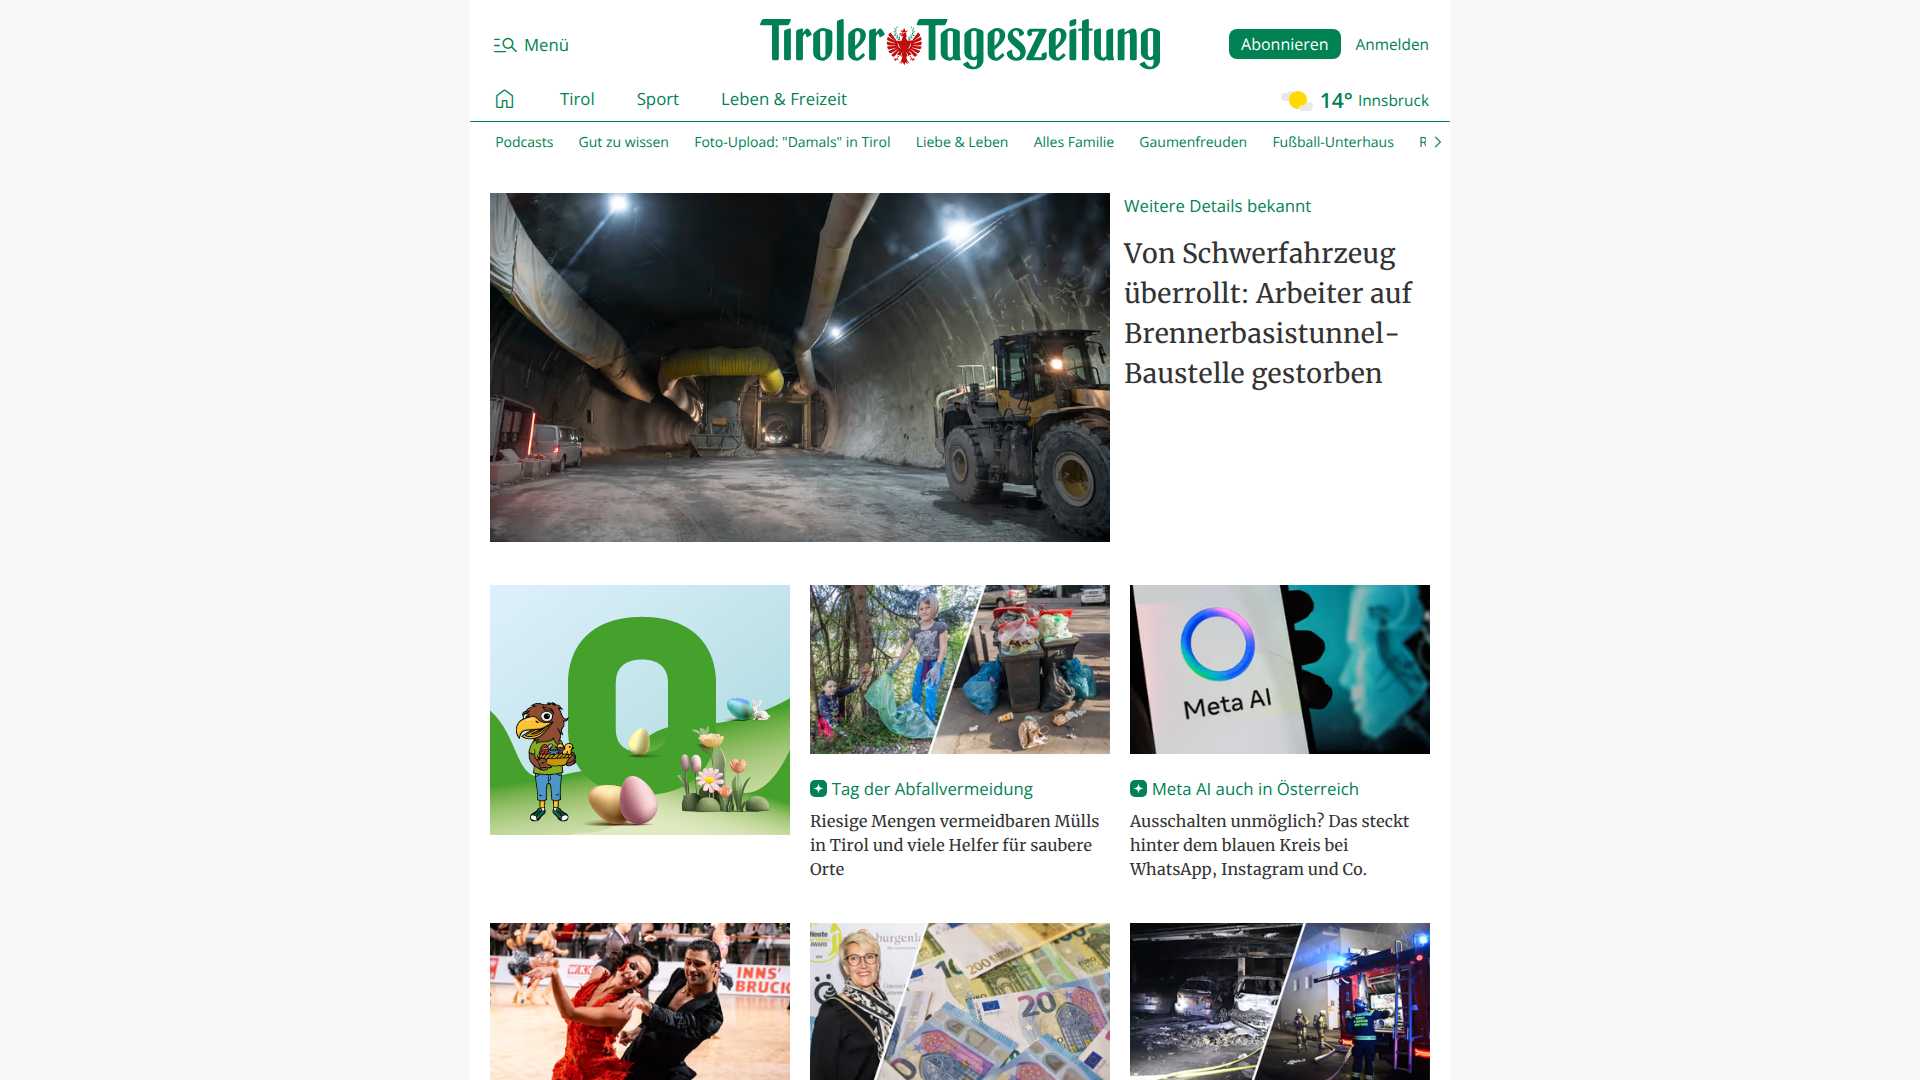 Menü
Tiroler Tageszeitung
Abonnieren
Anmelden
Tirol
Sport
Leben & Freizeit
14° Innsbruck
Podcasts
Gut zu wissen
Foto-Upload: "Damals" in Tirol
Liebe & Leben
Alles Familie
Gaumenfreuden
Fußball-Unterhaus
Weitere Details bekannt
Von Schwerfahrzeug
überrollt: Arbeiter auf
Brennerbasistunnel-
Baustelle gestorben
Meta AI
Tag der Abfallvermeidung
Riesige Mengen vermeidbaren Mülls
in Tirol und viele Helfer für saubere
Orte
Meta AI auch in Österreich
Ausschalten unmöglich? Das steckt
hinter dem blauen Kreis bei
WhatsApp, Instagram und Co.
INNS'
BRUCK
200
20